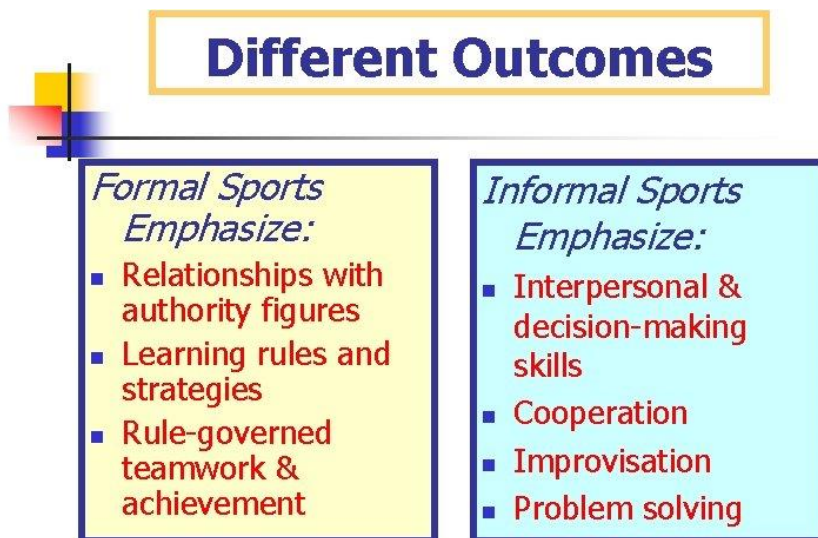 Different Outcomes
Formal Sports
Emphasize:
Relationships with
authority figures
Learning rules and
strategies
Rule-governed
teamwork &
achievement
Informal Sports
Emphasize:
Interpersonal &
decision-making
skills
Cooperation
Improvisation
Problem solving